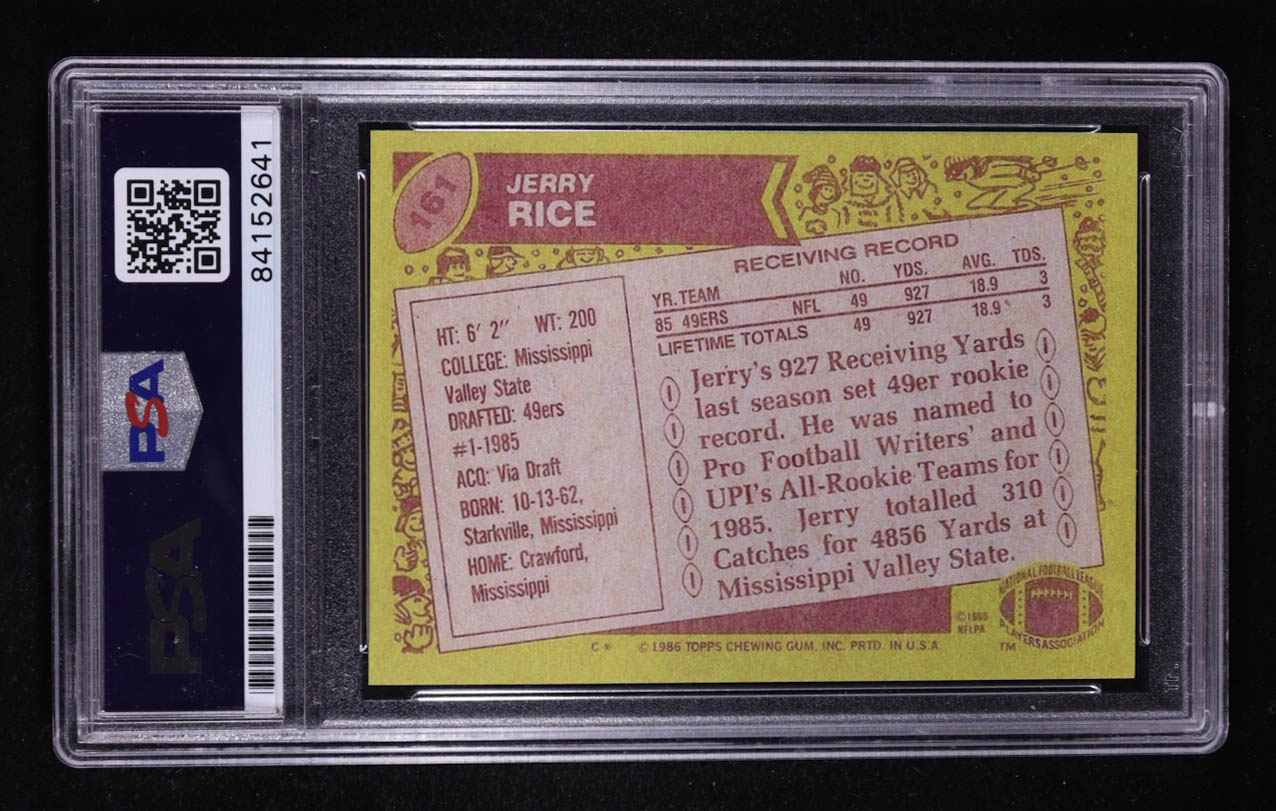 84152641
PSA
PSA
161
JERRY
RICE
HT: 6' 2" WT: 200
COLLEGE: Mississippi
Valley State
DRAFTED: 49ers
#1-1985
ACQ: Via Draft
BORN: 10-13-62,
Starkville, Mississippi
HOME: Crawford,
Mississippi
RECEIVING RECORD
YR. TEAM NO. YDS. AVG. TDS.
85 49ERS NFL 49 927 18.9 3
LIFETIME TOTALS 49 927 18.9 3
Jerry's 927 Receiving Yards
last season set 49er rookie
record. He was named to
Pro Football Writers' and
UPI's All-Rookie Teams for
1985. Jerry totalled 310
Catches for 4856 Yards at
Mississippi Valley State.
NATIONAL FOOTBALL LEAGUE
PLAYERS ASSOCIATION
TM
©1985
NFLPA
C* ©1986 TOPPS CHEWING GUM, INC. PRTD. IN U.S.A.